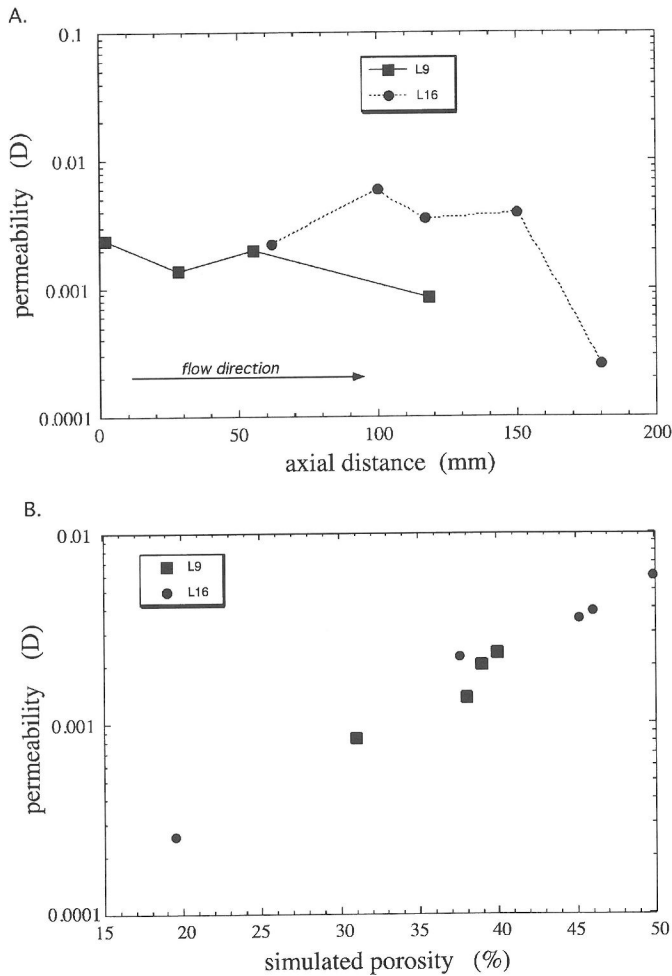 A.
0.1
L9
L16
0.01
permeability (D)
0.001
flow direction
0.0001
0 50 100 150 200
axial distance (mm)
B.
0.01
L9
L16
permeability (D)
0.001
0.0001
15 20 25 30 35 40 45 50
simulated porosity (%)